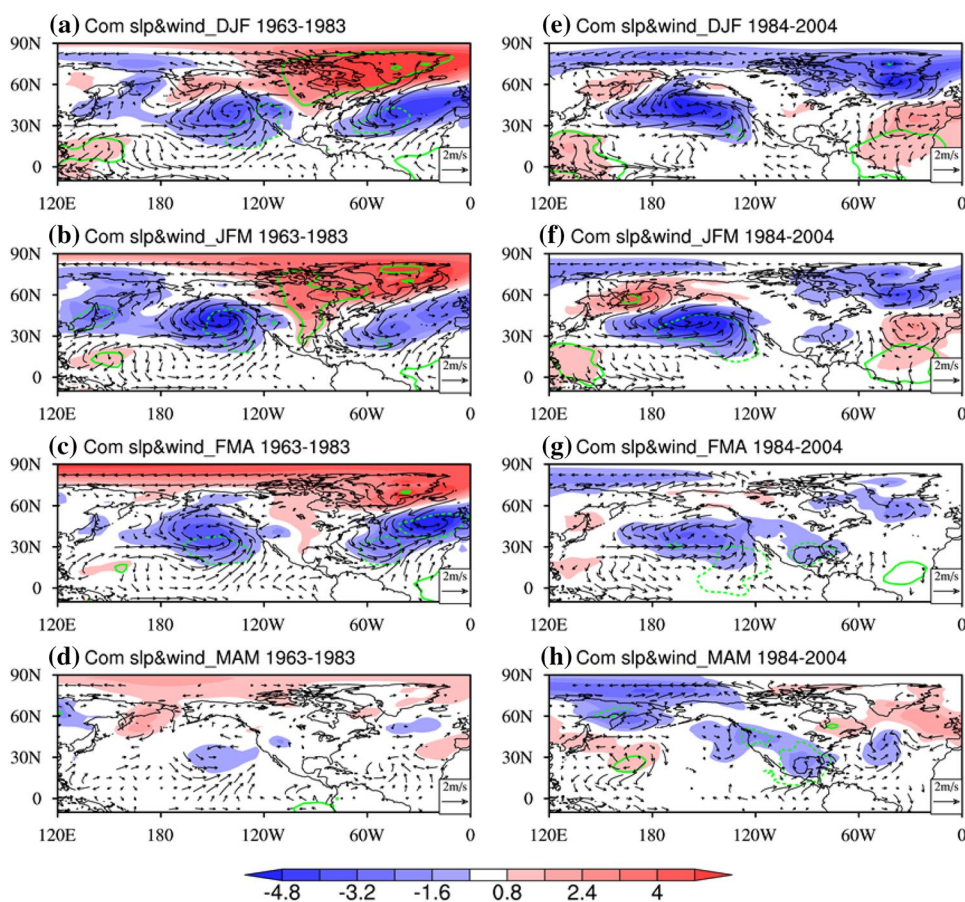 (a) Com slp&wind_DJF 1963-1983
90N
60N
30N
0
2m/s
120E 180 120W 60W 0
(e) Com slp&wind_DJF 1984-2004
90N
60N
30N
0
2m/s
120E 180 120W 60W 0
(b) Com slp&wind_JFM 1963-1983
90N
60N
30N
0
2m/s
120E 180 120W 60W 0
(f) Com slp&wind_JFM 1984-2004
90N
60N
30N
0
2m/s
120E 180 120W 60W 0
(c) Com slp&wind_FMA 1963-1983
90N
60N
30N
0
2m/s
120E 180 120W 60W 0
(g) Com slp&wind_FMA 1984-2004
90N
60N
30N
0
2m/s
120E 180 120W 60W 0
(d) Com slp&wind_MAM 1963-1983
90N
60N
30N
0
2m/s
120E 180 120W 60W 0
(h) Com slp&wind_MAM 1984-2004
90N
60N
30N
0
2m/s
120E 180 120W 60W 0
-4.8 -3.2 -1.6 0.8 2.4 4